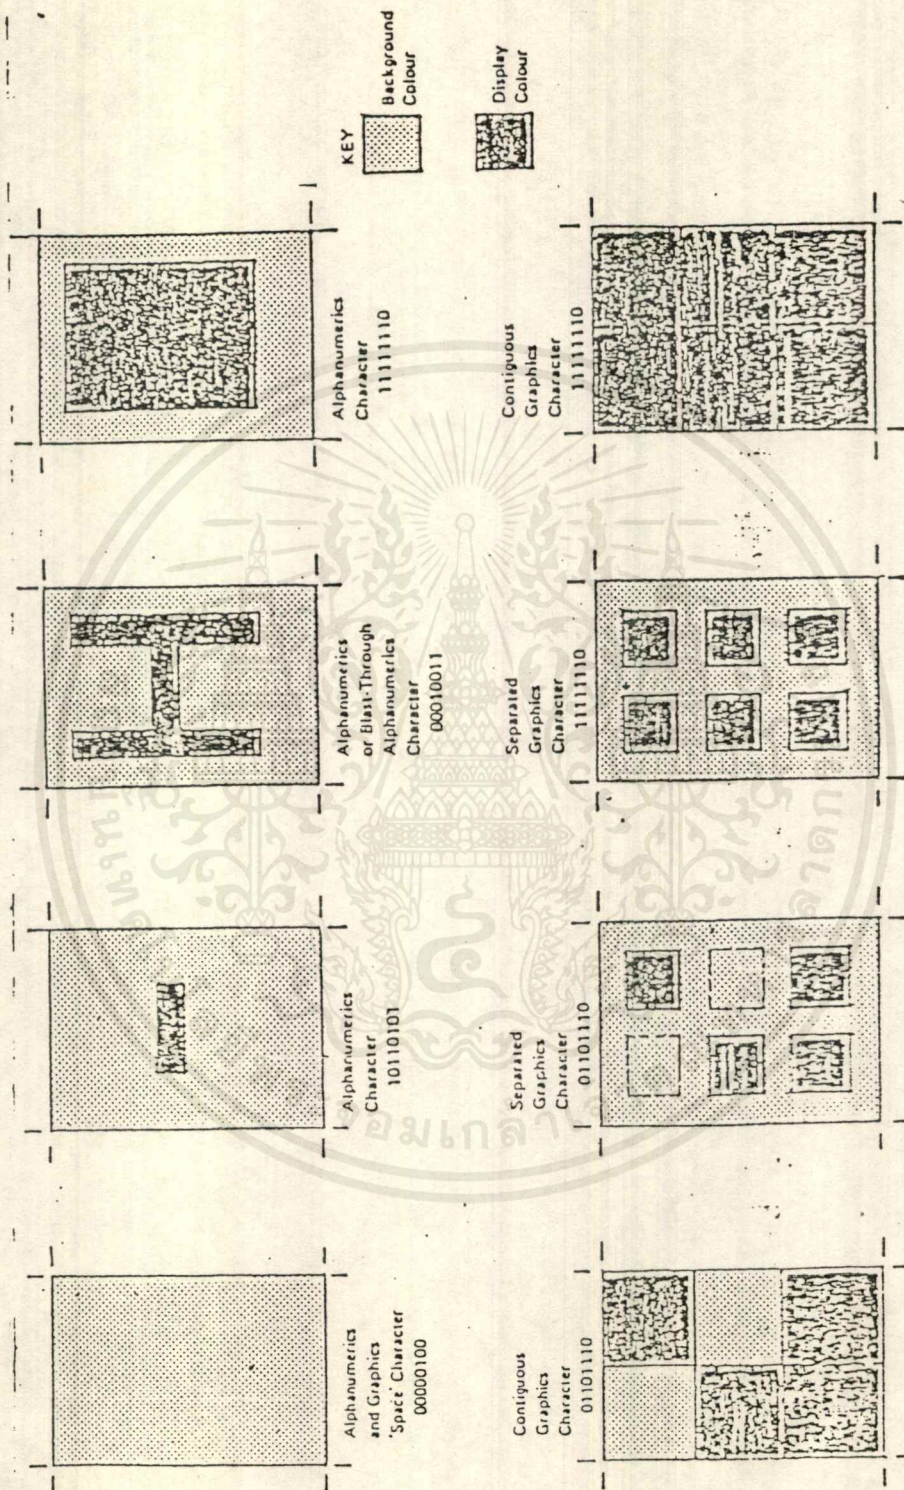 Alphanumerics
and Graphics
'Space' Character
00000100
Alphanumerics
Character
10110101
Alphanumerics
or Blast-Through
Alphanumerics
Character
000010011
Alphanumerics
Character
11111110
KEY
Background
Colour
Display
Colour
Contiguous
Graphics
Character
01101110
Separated
Graphics
Character
01101110
Separated
Graphics
Character
11111110
Contiguous
Graphics
Character
11111110